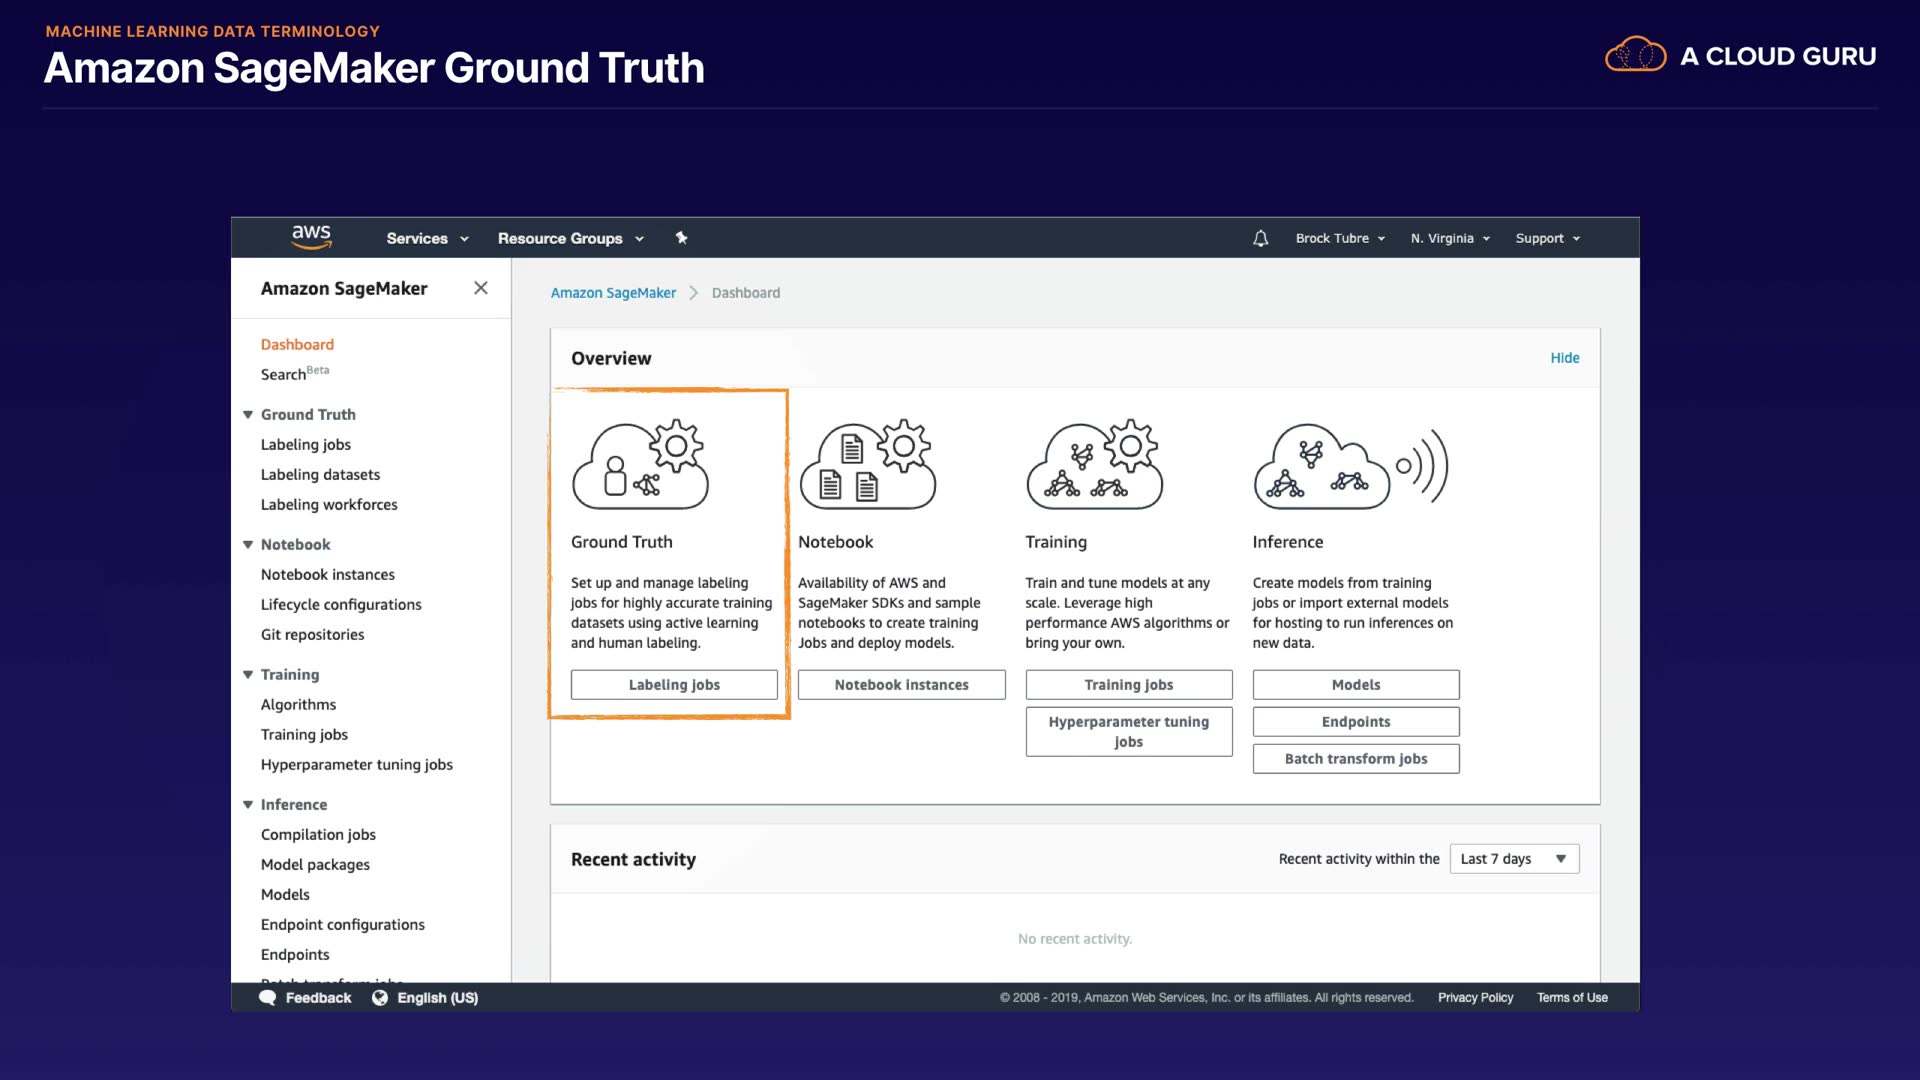 MACHINE LEARNING DATA TERMINOLOGY
Amazon SageMaker Ground Truth
A CLOUD GURU
aws
Services
Resource Groups
Brock Tubre
N. Virginia
Support
Amazon SageMaker
Dashboard
Search Beta
Ground Truth
Labeling jobs
Labeling datasets
Labeling workforces
Notebook
Notebook instances
Lifecycle configurations
Git repositories
Training
Algorithms
Training jobs
Hyperparameter tuning jobs
Inference
Compilation jobs
Model packages
Models
Endpoint configurations
Endpoints
Batch transform jobs
Amazon SageMaker
Dashboard
Overview
Hide
Ground Truth
Set up and manage labeling
jobs for highly accurate training
datasets using active learning
and human labeling.
Labeling jobs
Notebook
Availability of AWS and
SageMaker SDKs and sample
notebooks to create training
Jobs and deploy models.
Notebook instances
Training
Train and tune models at any
scale. Leverage high
performance AWS algorithms or
bring your own.
Training jobs
Hyperparameter tuning
jobs
Inference
Create models from training
jobs or import external models
for hosting to run inferences on
new data.
Models
Endpoints
Batch transform jobs
Recent activity
Recent activity within the
Last 7 days
No recent activity.
Feedback
English (US)
© 2008 - 2019, Amazon Web Services, Inc. or its affiliates. All rights reserved.
Privacy Policy
Terms of Use